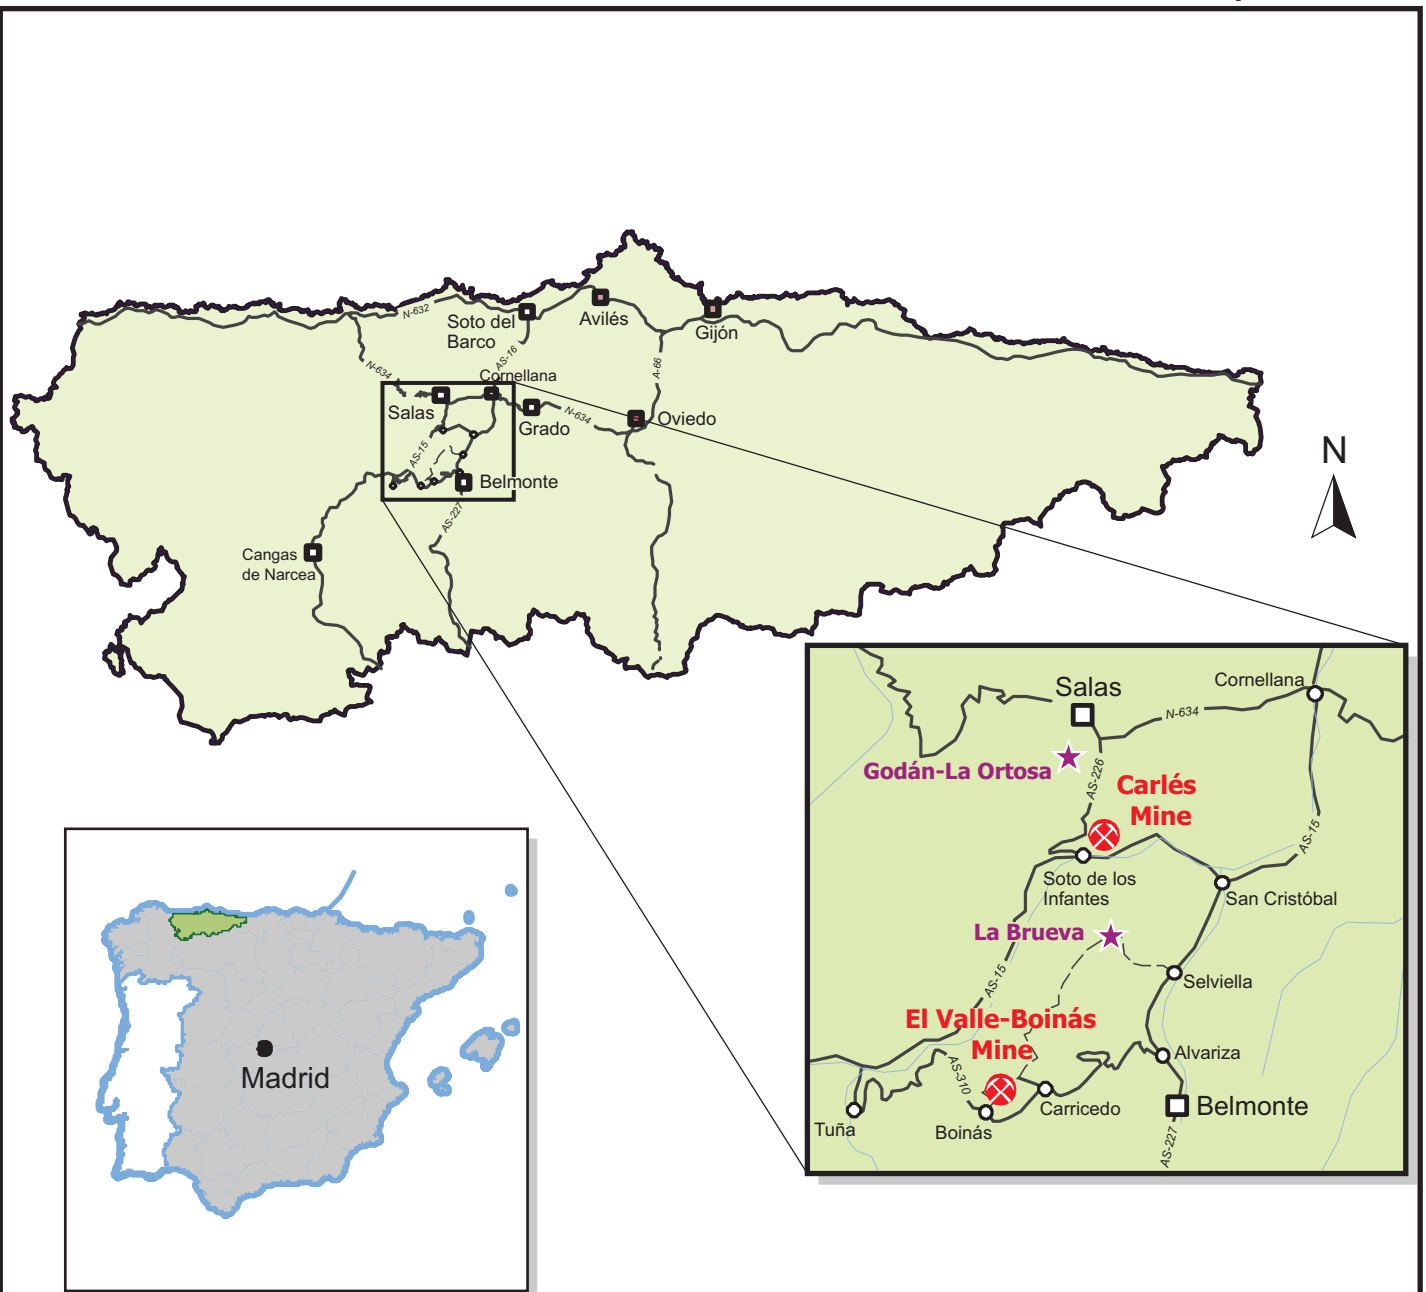 N-632
Soto del
Barco
Avilés
Gijón
N-634
AS-16
Cornellana
A-66
Salas
Grado
N-634
Oviedo
AS-15
Belmonte
AS-227
Cangas
de Narcea
N
Salas
Cornellana
N-634
Godán-La Ortosa
AS-226
Carlés
Mine
AS-15
Soto de los
Infantes
San Cristóbal
La Brueva
AS-15
Selviella
El Valle-Boinás
Mine
Alvariza
AS-310
Carricedo
Belmonte
Tuña
Boinás
AS-227
Madrid